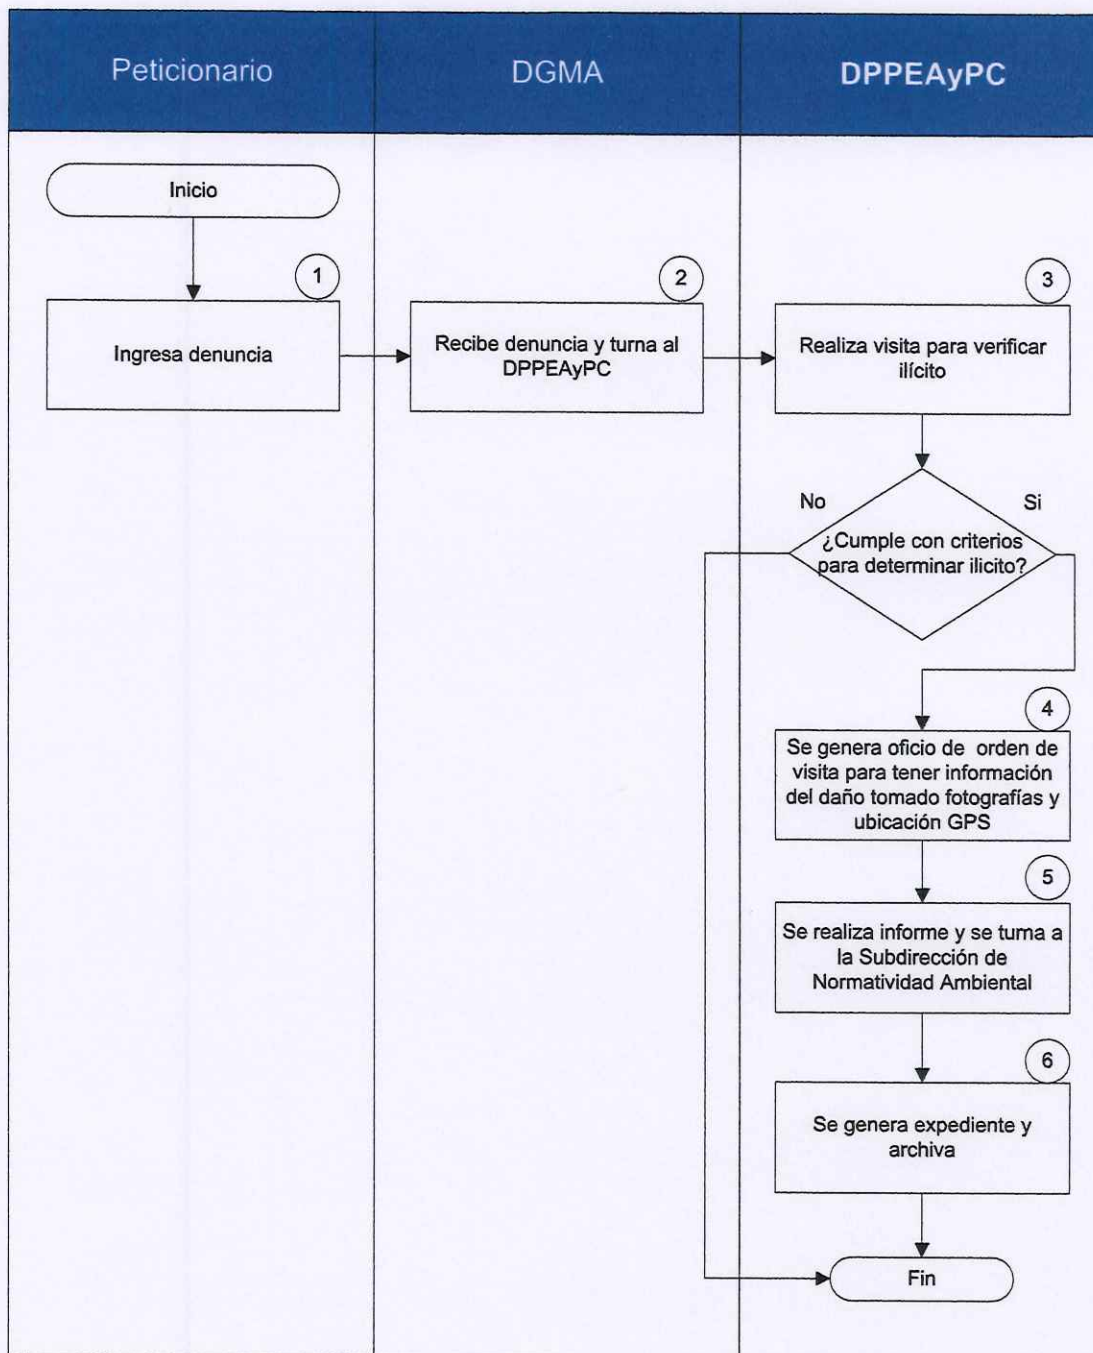 Peticionario
DGMA
DPPEAyPC
Inicio
1
Ingresa denuncia
2
Recibe denuncia y turna al
DPPEAyPC
3
Realiza visita para verificar
ilícito
No
Si
¿Cumple con criterios
para determinar ilicito?
4
Se genera oficio de orden de
visita para tener información
del daño tomado fotografías y
ubicación GPS
5
Se realiza informe y se turna a
la Subdirección de
Normatividad Ambiental
6
Se genera expediente y
archiva
Fin